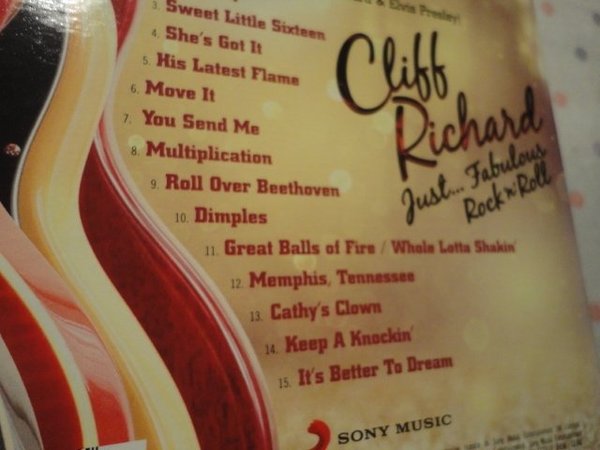 & Elvis Presley!
3. Sweet Little Sixteen
4. She's Got It
5. His Latest Flame
6. Move It
7. You Send Me
8. Multiplication
9. Roll Over Beethoven
10. Dimples
11. Great Balls of Fire / Whole Lotta Shakin'
12. Memphis, Tennessee
13. Cathy's Clown
14. Keep A Knockin'
15. It's Better To Dream
Cliff
Richard
Just... Fabulous
Rock 'n' Roll
SONY MUSIC